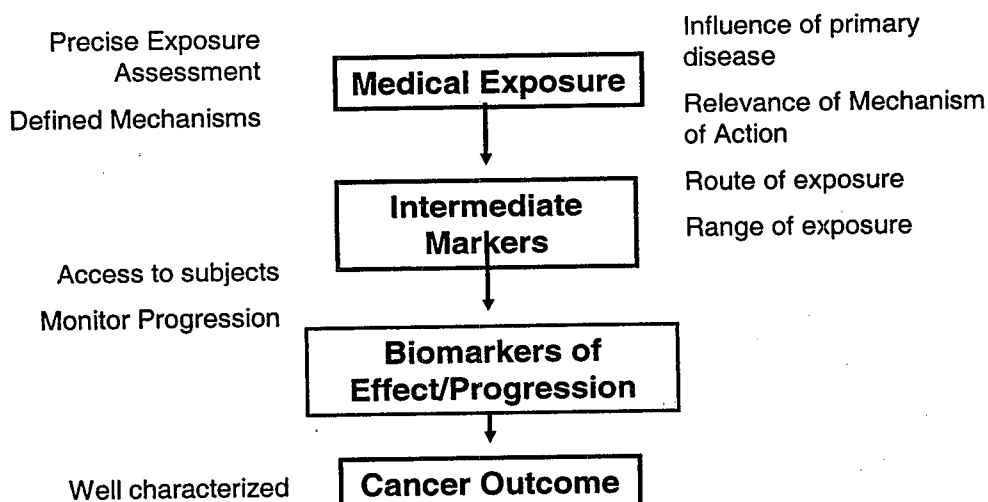 Precise Exposure
Assessment
Defined Mechanisms
Medical Exposure
Influence of primary
disease
Relevance of Mechanism
of Action
Route of exposure
Range of exposure
Intermediate
Markers
Access to subjects
Monitor Progression
Biomarkers of
Effect/Progression
Well characterized
Cancer Outcome